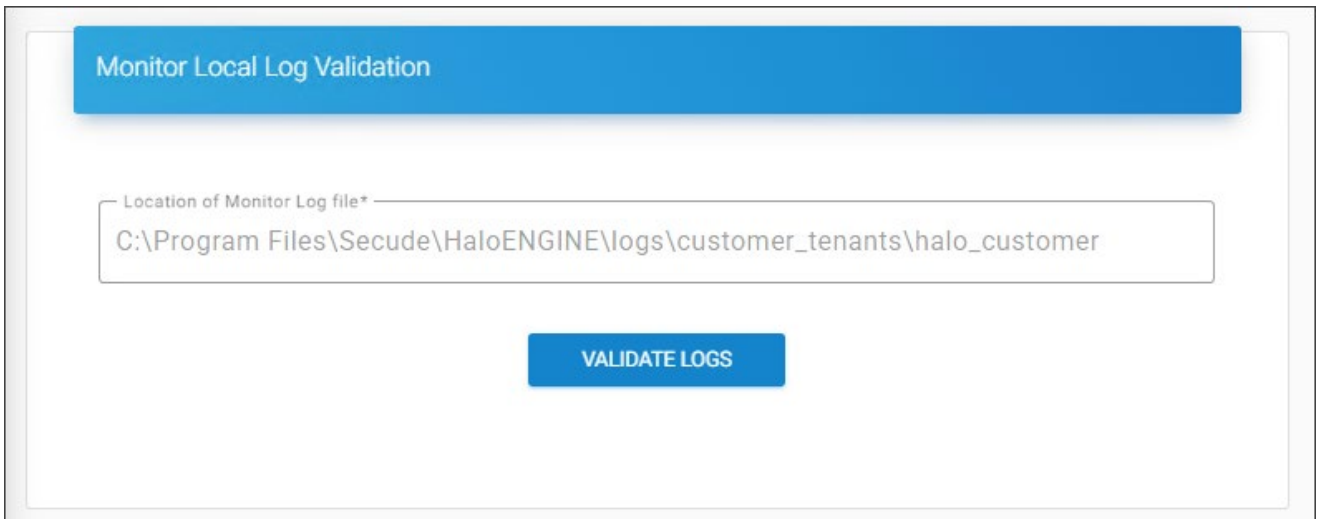 Monitor Local Log Validation
Location of Monitor Log file*
C:\Program Files\Secude\HaloENGINE\logs\customer_tenants\halo_customer
VALIDATE LOGS